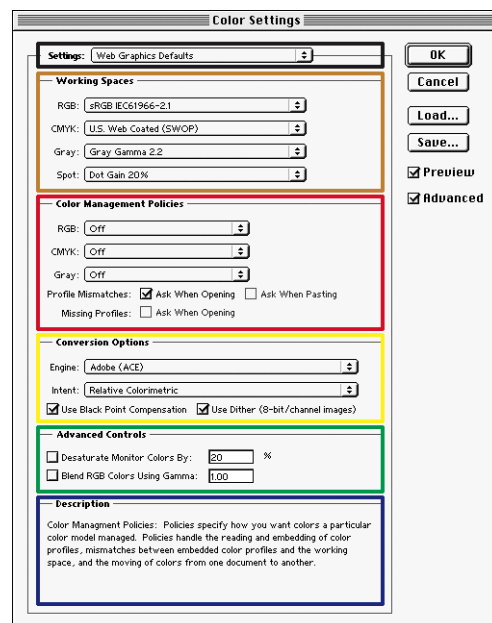 Color Settings
Settings: Web Graphics Defaults
Working Spaces
RGB: sRGB IEC61966-2.1
CMYK: U.S. Web Coated (SWOP)
Gray: Gray Gamma 2.2
Spot: Dot Gain 20%
Color Management Policies
RGB: Off
CMYK: Off
Gray: Off
Profile Mismatches: Ask When Opening Ask When Pasting
Missing Profiles: Ask When Opening
Conversion Options
Engine: Adobe (ACE)
Intent: Relative Colorimetric
Use Black Point Compensation Use Dither (8-bit/channel images)
Advanced Controls
Desaturate Monitor Colors By: 20 %
Blend RGB Colors Using Gamma: 1.00
Description
Color Managment Policies: Policies specify how you want colors a particular
color model managed. Policies handle the reading and embedding of color
profiles, mismatches between embedded color profiles and the working
space, and the moving of colors from one document to another.
OK
Cancel
Load...
Save...
Preview
Advanced